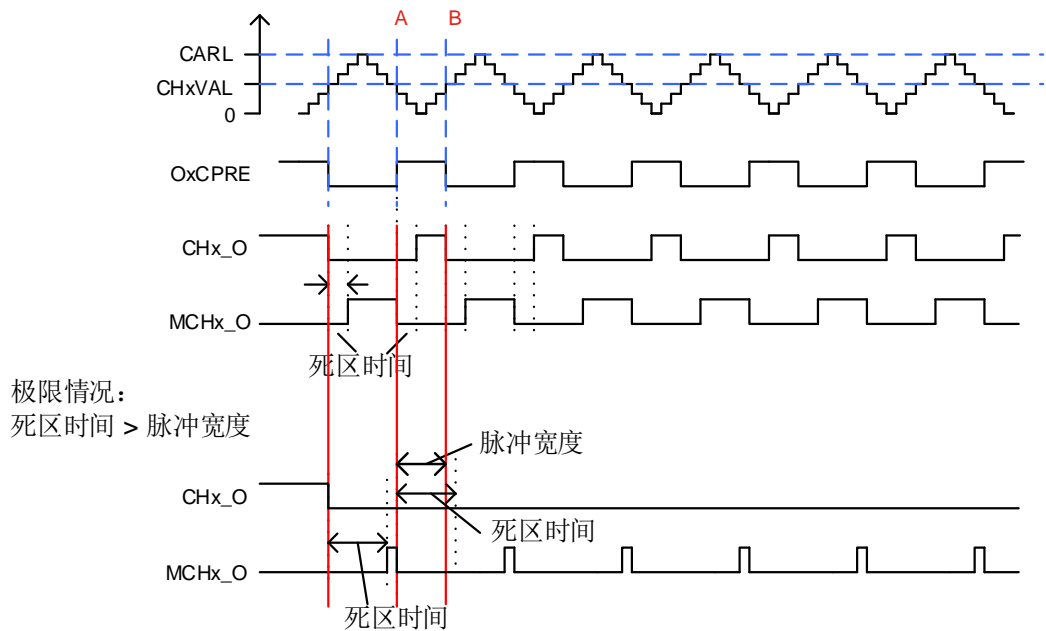 A
B
CARL
CHxVAL
0
OxCPRE
CHx_O
MCHx_O
死区时间
极限情况:
死区时间 > 脉冲宽度
脉冲宽度
CHx_O
死区时间
MCHx_O
死区时间